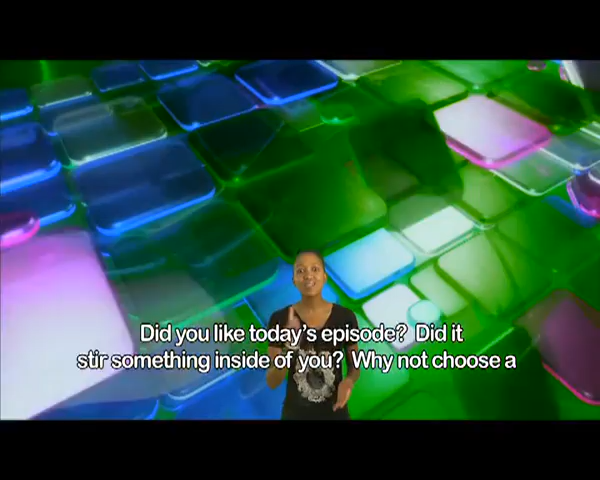 Did you like today's episode? Did it
stir something inside of you? Why not choose a